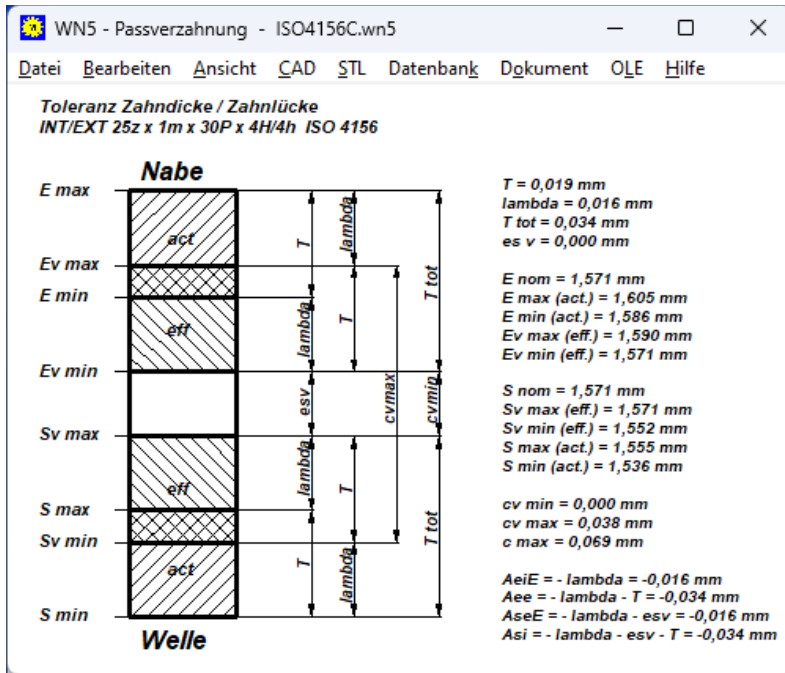 WN5 - Passverzahnung - ISO4156C.wn5
Datei Bearbeiten Ansicht CAD STL Datenbank Dokument OLE Hilfe
Toleranz Zahndicke / Zahnlücke
INT/EXT 25z x 1m x 30P x 4H/4h ISO 4156
Nabe
E max
Ev max
E min
Ev min
Sv max
S max
Sv min
S min
act
eff
eff
act
Welle
T
lambda
esv
lambda
T
lambda
T
T
lambda
cvmax
T tot
cvmin
T tot
T = 0,019 mm
lambda = 0,016 mm
T tot = 0,034 mm
es v = 0,000 mm
E nom = 1,571 mm
E max (act.) = 1,605 mm
E min (act.) = 1,586 mm
Ev max (eff.) = 1,590 mm
Ev min (eff.) = 1,571 mm
S nom = 1,571 mm
Sv max (eff.) = 1,571 mm
Sv min (eff.) = 1,552 mm
S max (act.) = 1,555 mm
S min (act.) = 1,536 mm
cv min = 0,000 mm
cv max = 0,038 mm
c max = 0,069 mm
AeiE = - lambda = -0,016 mm
Aee = - lambda - T = -0,034 mm
AseE = - lambda - esv = -0,016 mm
Asi = - lambda - esv - T = -0,034 mm